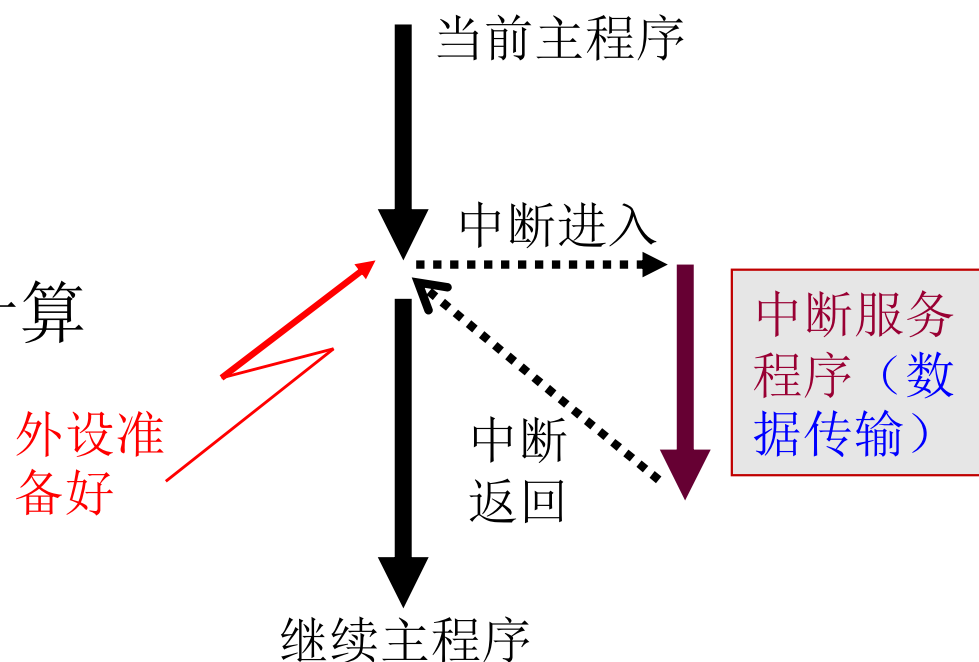 当前主程序
中断进入
算
中断服务
程序（数
据传输）
外设准
备好
中断
返回
继续主程序